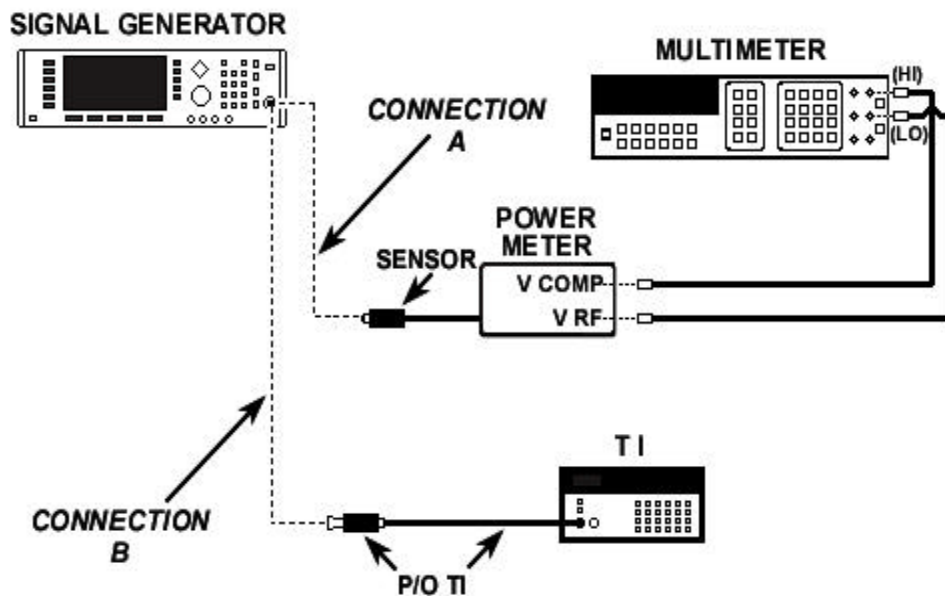 SIGNAL GENERATOR
MULTIMETER
(HI)
(LO)
CONNECTION
A
POWER
METER
SENSOR
V COMP
V RF
T I
CONNECTION
B
P/O TI